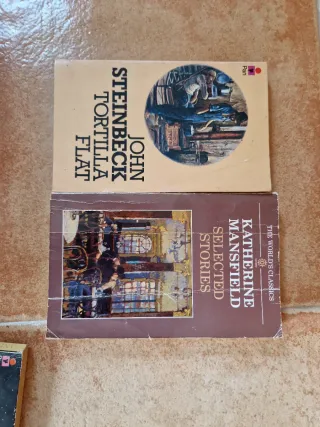 JOHN
STEINBECK
TORTILLA
FLAT
Pan
THE WORLD'S CLASSICS
KATHERINE
MANSFIELD
SELECTED
STORIES